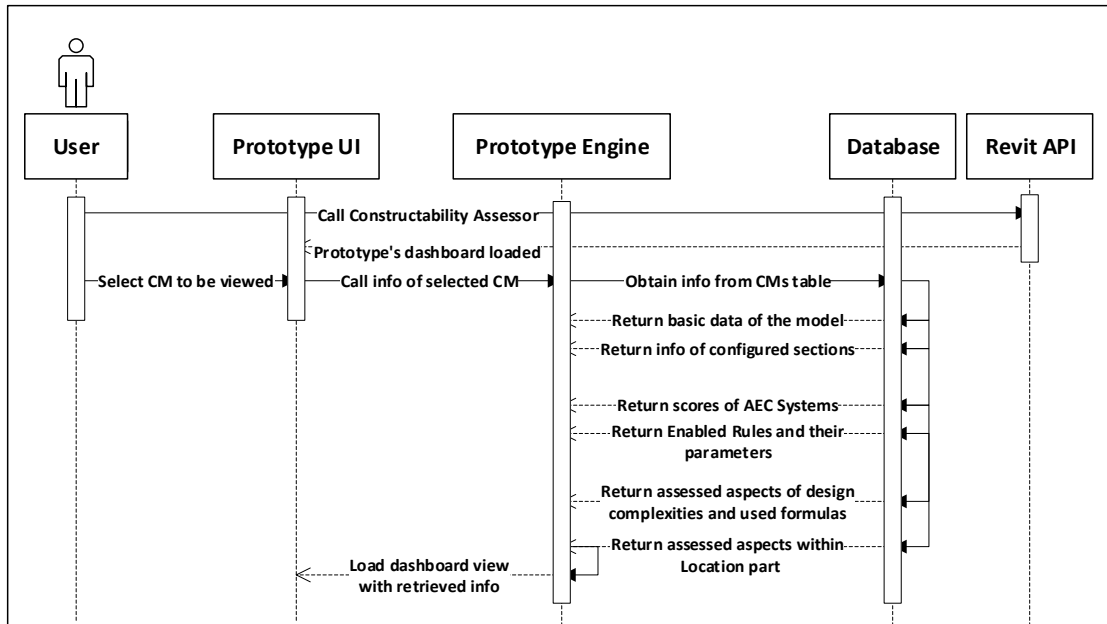 User
Prototype UI
Prototype Engine
Database
Revit API
Call Constructability Assessor
Prototype's dashboard loaded
Select CM to be viewed
Call info of selected CM
Obtain info from CMs table
Return basic data of the model
Return info of configured sections
Return scores of AEC Systems
Return Enabled Rules and their
parameters
Return assessed aspects of design
complexities and used formulas
Return assessed aspects within
Location part
Load dashboard view
with retrieved info